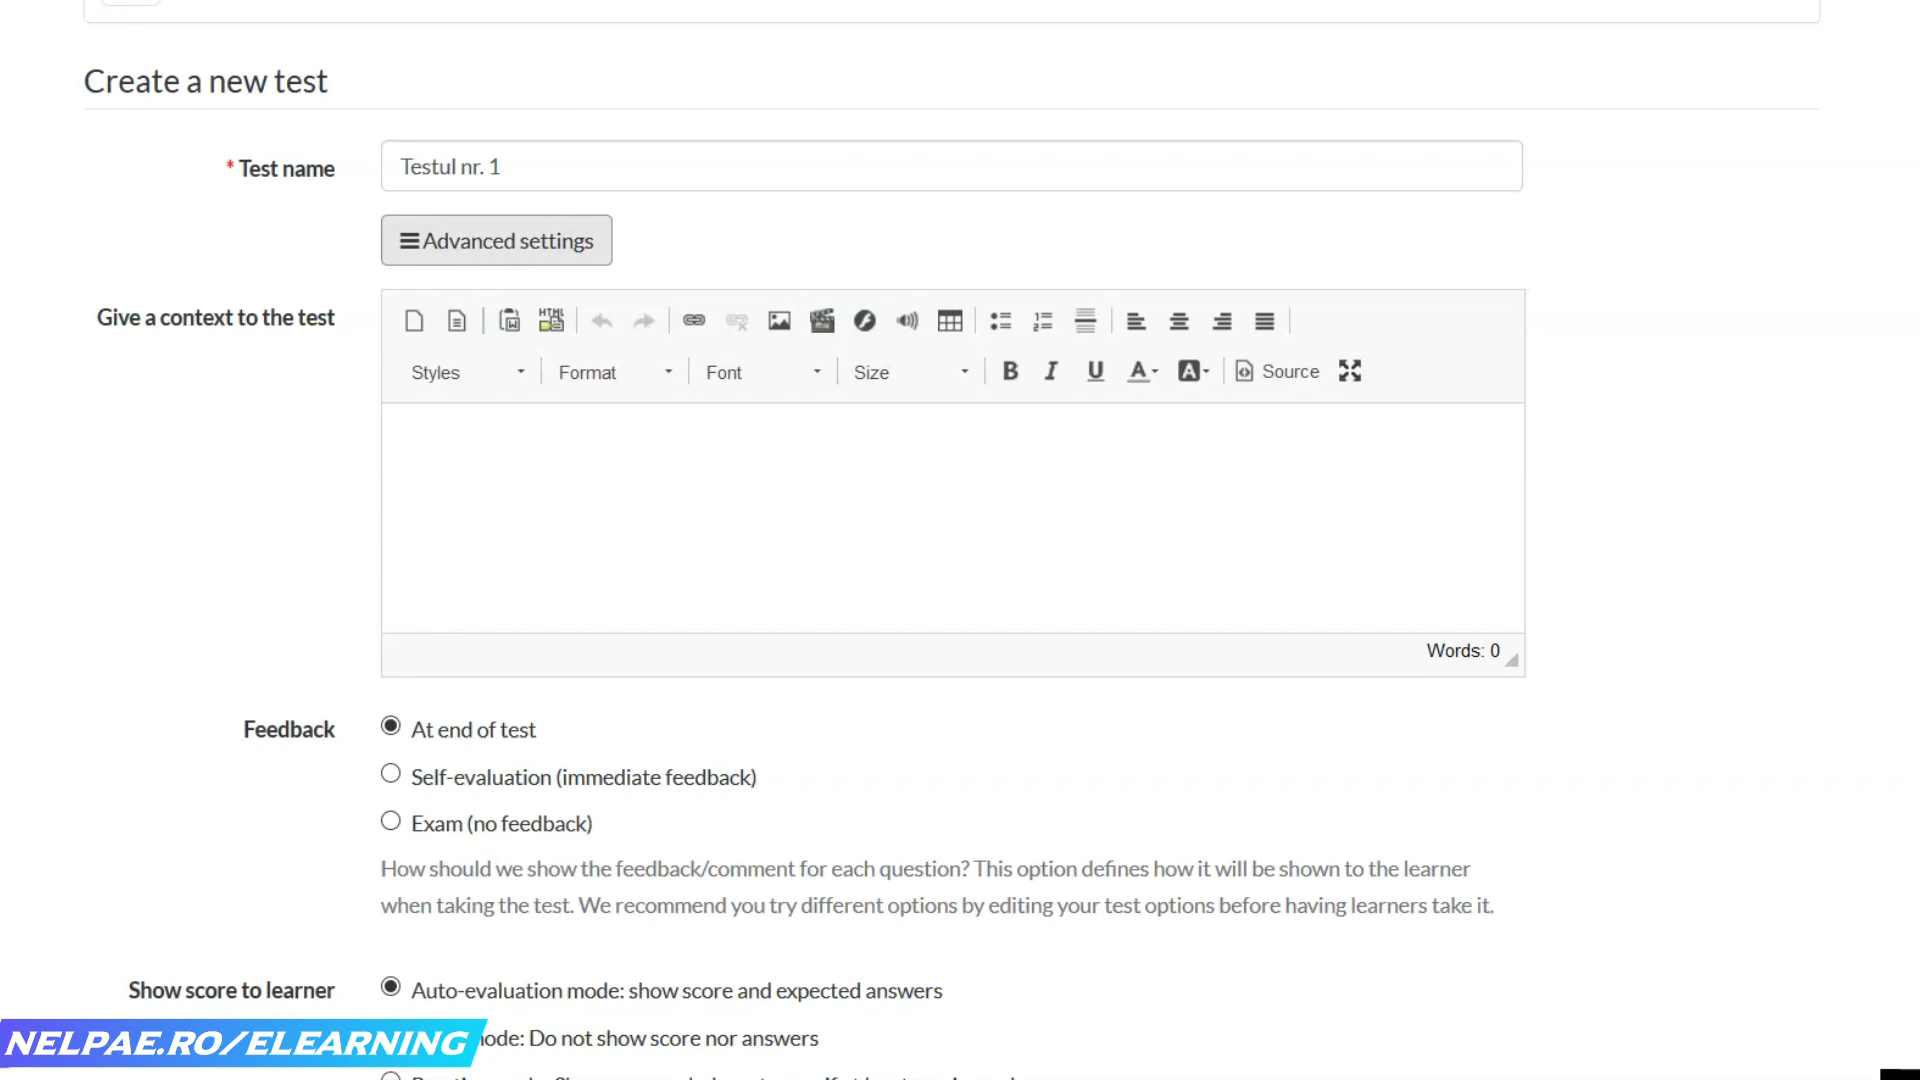 Create a new test
* Test name
Testul nr. 1
Advanced settings
Give a context to the test
HTML
Styles Format Font Size B I U A A Source
Words: 0
Feedback
At end of test
Self-evaluation (immediate feedback)
Exam (no feedback)
How should we show the feedback/comment for each question? This option defines how it will be shown to the learner
when taking the test. We recommend you try different options by editing your test options before having learners take it.
Show score to learner
Auto-evaluation mode: show score and expected answers
NELPAE.RO/ELEARNING
ode: Do not show score nor answers